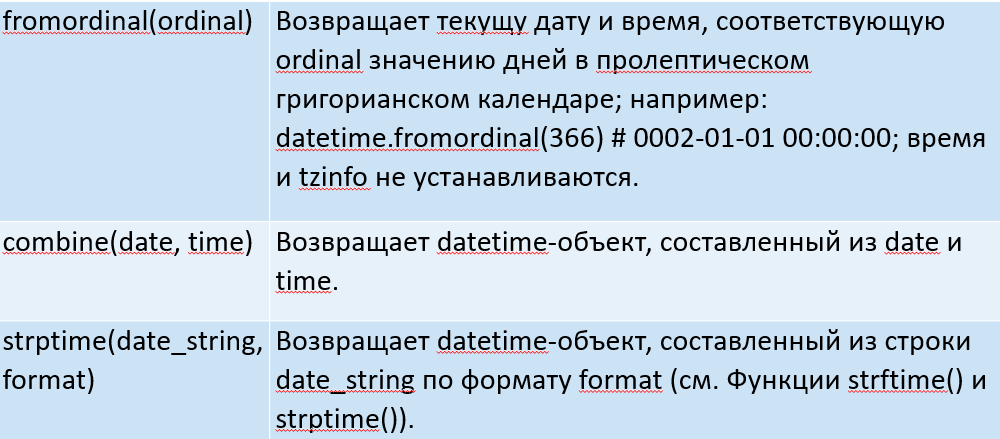 fromordinal(ordinal)
Возвращает текущу дату и время, соответствующую
ordinal значению дней в пролептическом
григорианском календаре; например:
datetime.fromordinal(366) # 0002-01-01 00:00:00; время
и tzinfo не устанавливаются.
combine(date, time)
Возвращает datetime-объект, составленный из date и
time.
strptime(date_string,
format)
Возвращает datetime-объект, составленный из строки
date_string по формату format (см. Функции strftime() и
strptime()).